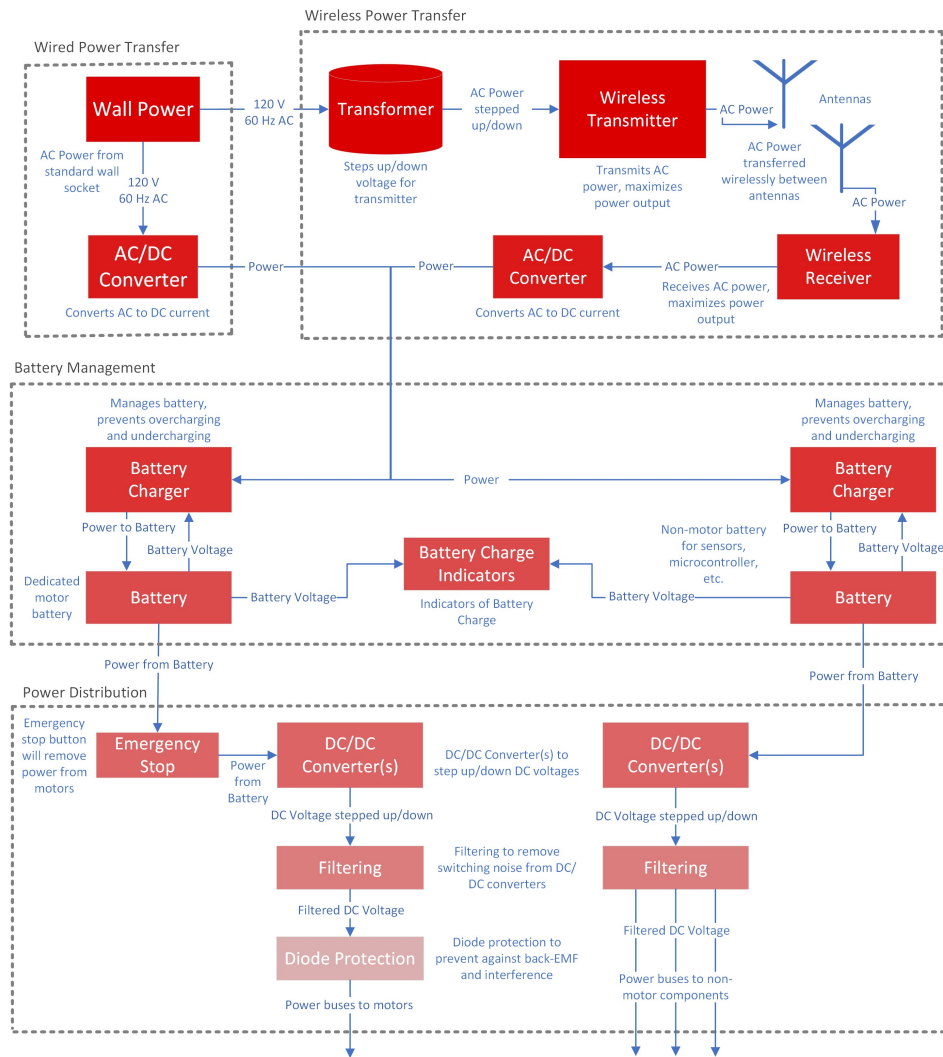 Wireless Power Transfer
Wired Power Transfer
Wall Power
120 V
60 Hz AC
Transformer
AC Power
stepped
up/down
Wireless
Transmitter
AC Power
Antennas
AC Power from
standard wall
socket
120 V
60 Hz AC
Steps up/down
voltage for
transmitter
Transmits AC
power, maximizes
power output
AC Power
transferred
wirelessly between
antennas
AC Power
AC/DC
Converter
Power
Power
AC/DC
Converter
AC Power
Wireless
Receiver
Converts AC to DC current
Converts AC to DC current
Receives AC power,
maximizes power
output
Battery Management
Manages battery,
prevents overcharging
and undercharging
Manages battery,
prevents overcharging
and undercharging
Battery
Charger
Power
Battery
Charger
Power to Battery
Battery Voltage
Non-motor battery
for sensors,
microcontroller,
etc.
Power to Battery
Battery Voltage
Battery Charge
Indicators
Dedicated
motor
battery
Battery
Battery Voltage
Indicators of Battery
Charge
Battery Voltage
Battery
Power from Battery
Power from Battery
Power Distribution
Emergency
stop button
will remove
power from
motors
Emergency
Stop
Power
from
Battery
DC/DC
Converter(s)
DC/DC Converter(s) to
step up/down DC voltages
DC/DC
Converter(s)
DC Voltage stepped up/down
DC Voltage stepped up/down
Filtering
Filtering to remove
switching noise from DC/
DC converters
Filtering
Filtered DC Voltage
Filtered DC Voltage
Diode Protection
Diode protection to
prevent against back-EMF
and interference
Power buses to non-
motor components
Power buses to motors